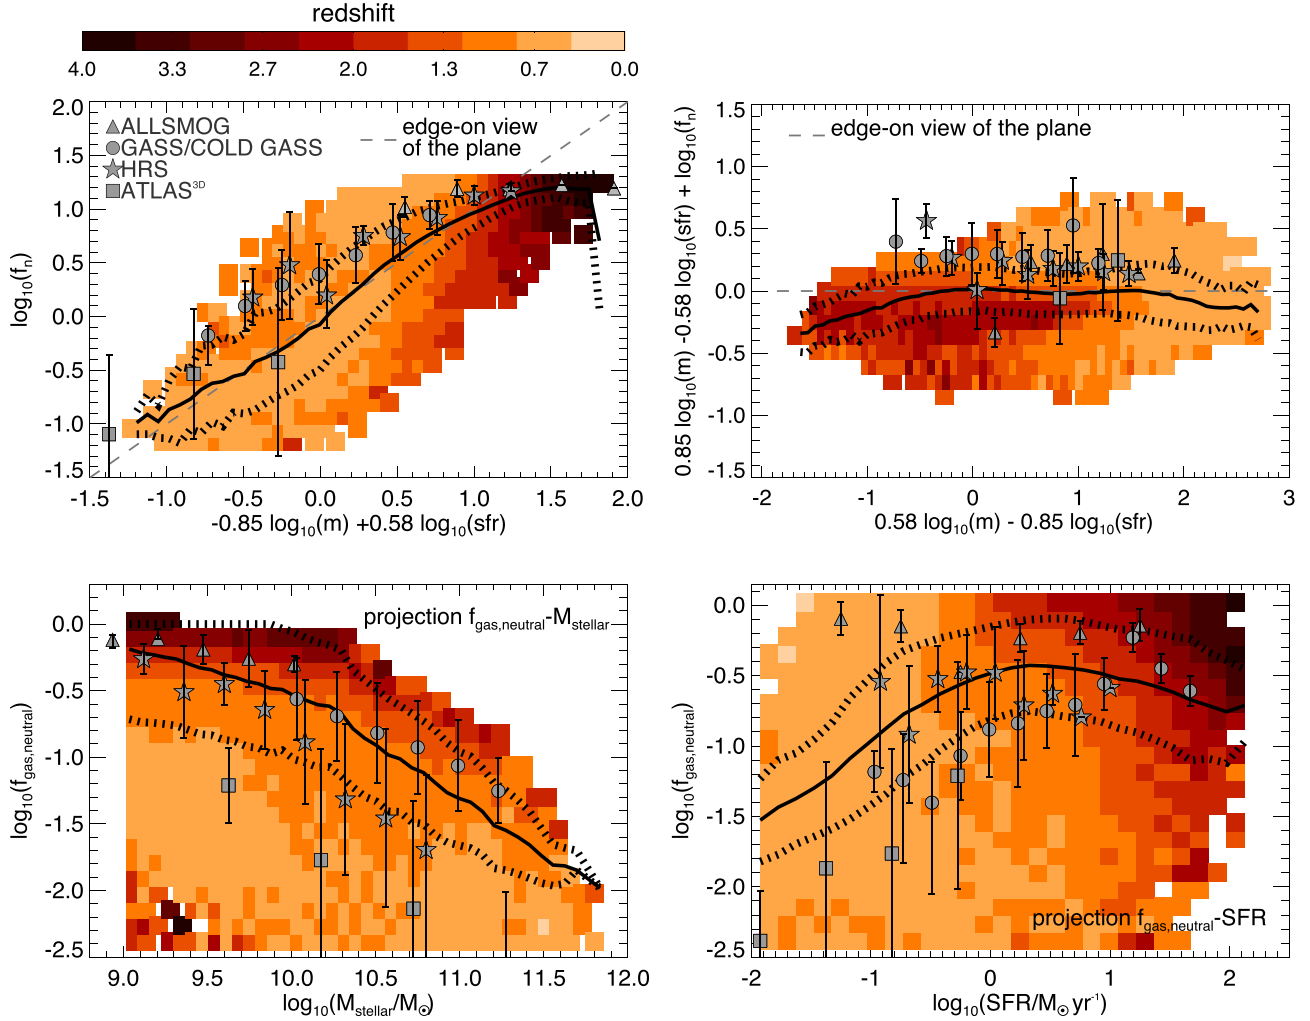 redshift
4.0 3.3 2.7 2.0 1.3 0.7 0.0
2.0
1.5
1.0
0.5
0.0
-0.5
-1.0
-1.5
log₁₀(fₙ)
ALLSMOG
GASS/COLD GASS
HRS
ATLAS³ᴰ
edge-on view
of the plane
-1.5 -1.0 -0.5 0.0 0.5 1.0 1.5 2.0
-0.85 log₁₀(m) +0.58 log₁₀(sfr)
1.5
1.0
0.5
0.0
-0.5
-1.0
-1.5
0.85 log₁₀(m) -0.58 log₁₀(sfr) + log₁₀(fₙ)
edge-on view of the plane
-2 -1 0 1 2 3
0.58 log₁₀(m) - 0.85 log₁₀(sfr)
0.0
-0.5
-1.0
-1.5
-2.0
-2.5
log₁₀(f_gas,neutral)
projection f_gas,neutral-M_stellar
9.0 9.5 10.0 10.5 11.0 11.5 12.0
log₁₀(M_stellar/M☉)
0.0
-0.5
-1.0
-1.5
-2.0
-2.5
log₁₀(f_gas,neutral)
projection f_gas,neutral-SFR
-2 -1 0 1 2
log₁₀(SFR/M☉ yr⁻¹)